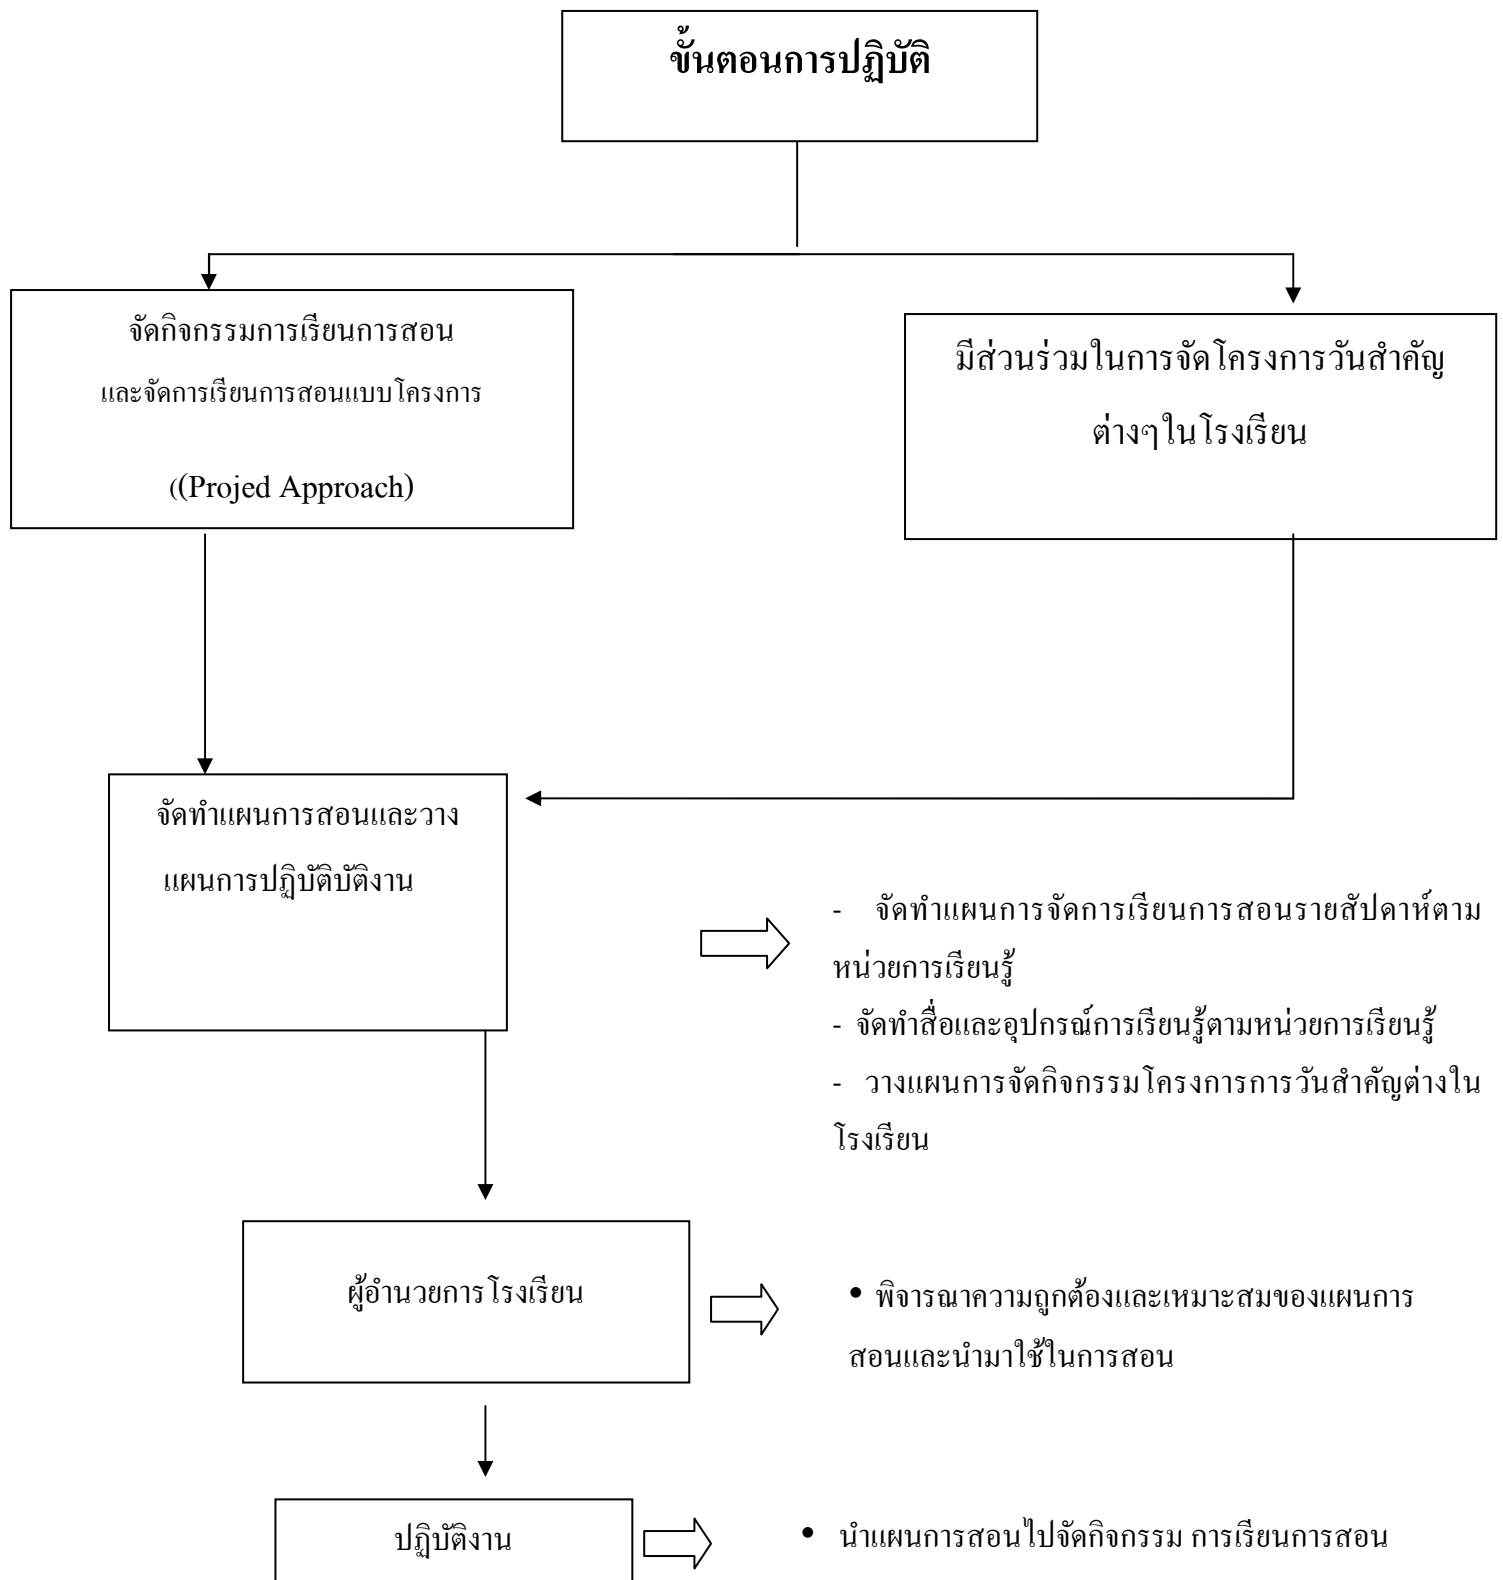 ขั้นตอนการปฏิบัติ
จัดกิจกรรมการเรียนการสอน
และจัดการเรียนการสอนแบบโครงการ
((Projed Approach)
มีส่วนร่วมในการจัดโครงการวันสำคัญ
ต่างๆในโรงเรียน
จัดทำแผนการสอนและวาง
แผนการปฏิบัติบัติงาน
- จัดทำแผนการจัดการเรียนการสอนรายสัปดาห์ตาม
หน่วยการเรียนรู้
- จัดทำสื่อและอุปกรณ์การเรียนรู้ตามหน่วยการเรียนรู้
- วางแผนการจัดกิจกรรมโครงการการวันสำคัญต่างใน
โรงเรียน
ผู้อำนวยการโรงเรียน
• พิจารณาความถูกต้องและเหมาะสมของแผนการ
สอนและนำมาใช้ในการสอน
ปฏิบัติงาน
• นำแผนการสอนไปจัดกิจกรรม การเรียนการสอน